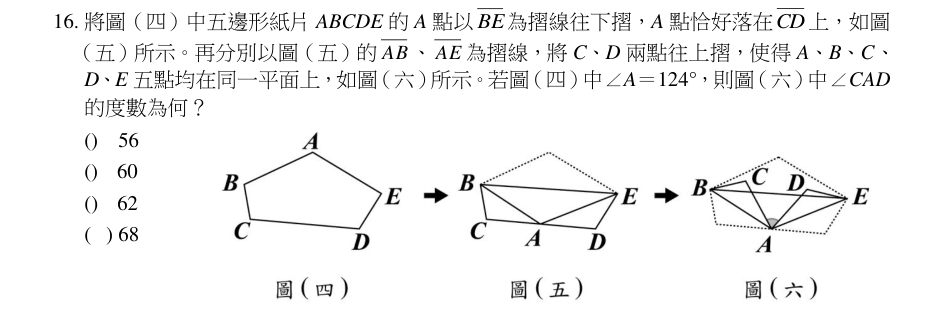 16. 將圖(四)中五邊形紙片 ABCDE 的 A 點以 BE 為摺線往下摺，A 點恰好落在 CD 上，如圖
(五)所示。再分別以圖(五)的 AB、AE 為摺線，將 C、D 兩點往上摺，使得 A、B、C、
D、E 五點均在同一平面上，如圖(六)所示。若圖(四)中∠A＝124°，則圖(六)中∠CAD
的度數為何？
() 56
() 60
() 62
( ) 68
A
B
E
C
D
B
E
C
A
D
B
C
D
E
A
圖(四)
圖(五)
圖(六)